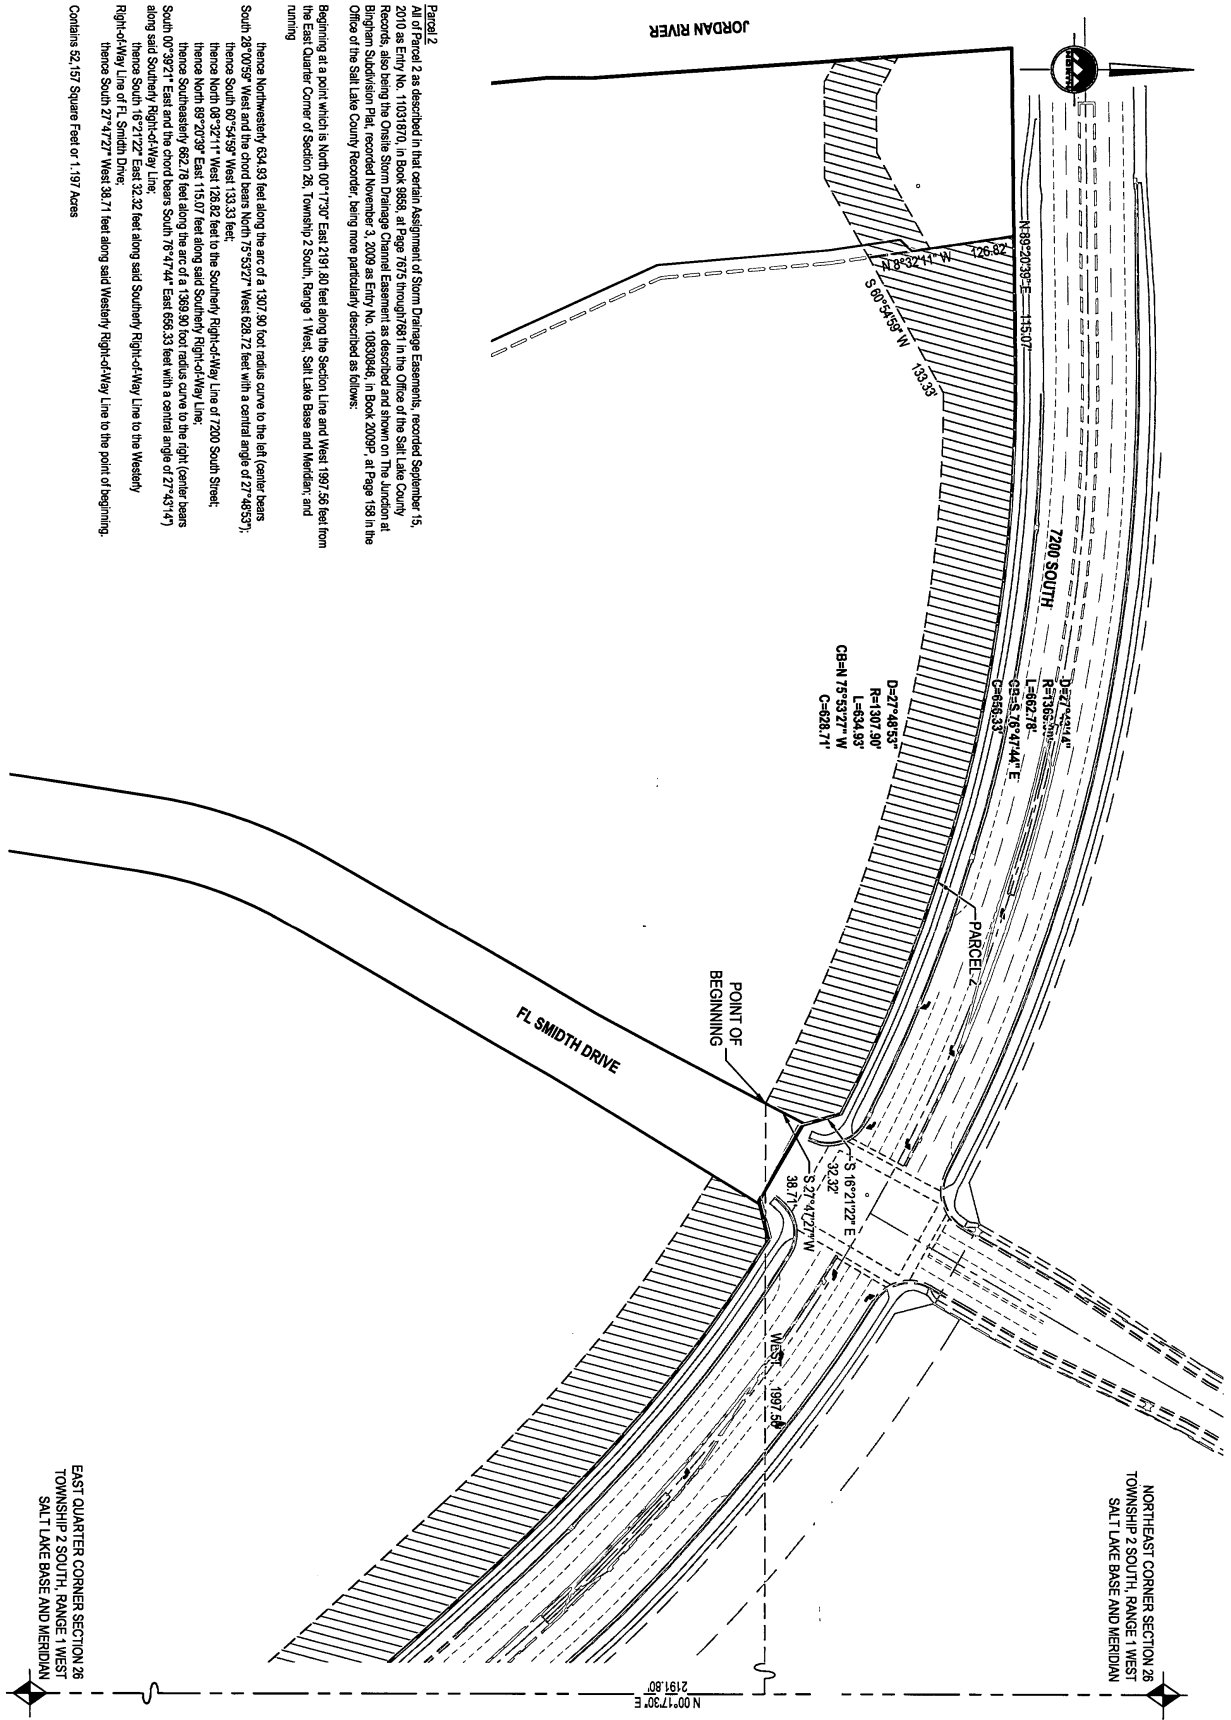 JORDAN RIVER
N 89°20'39" E 115.07'
126.82'
N 8°32'11" W
S 60°54'59" W 133.33'
7200 SOUTH
D=27°43'14"
L=662.78'
CB=S 76°47'44" E
C=656.33'
D=27°48'53"
R=1307.90'
L=634.93'
CB=N 75°53'27" W
C=628.71'
PARCEL 2
POINT OF
BEGINNING
FL SMIDTH DRIVE
S 16°21'22" E
32.32'
S 27°47'27" W
38.71'
WEST 1997.56'
N 00°17'30" E
2191.80'
NORTHEAST CORNER SECTION 26
TOWNSHIP 2 SOUTH, RANGE 1 WEST
SALT LAKE BASE AND MERIDIAN
EAST QUARTER CORNER SECTION 26
TOWNSHIP 2 SOUTH, RANGE 1 WEST
SALT LAKE BASE AND MERIDIAN
Parcel 2
All of Parcel 2 as described in that certain Assignment of Storm Drainage Easements, recorded September 15,
2010 as Entry No. 11031870, in Book 9858, at Page 7675 through7681 in the Office of the Salt Lake County
Records, also being the Onsite Storm Drainage Channel Easement as described and shown on The Junction at
Bingham Subdivision Plat, recorded November 3, 2009 as Entry No. 10830846, in Book 2009P, at Page 158 in the
Office of the Salt Lake County Recorder, being more particularly described as follows:
Beginning at a point which is North 00°17'30" East 2191.80 feet along the Section Line and West 1997.56 feet from
the East Quarter Corner of Section 26, Township 2 South, Range 1 West, Salt Lake Base and Meridian; and
running
thence Northwesterly 634.93 feet along the arc of a 1307.90 foot radius curve to the left (center bears
South 28°00'59" West and the chord bears North 75°53'27" West 628.72 feet with a central angle of 27°48'53");
thence South 60°54'59" West 133.33 feet;
thence North 08°32'11" West 126.82 feet to the Southerly Right-of-Way Line of 7200 South Street;
thence North 89°20'39" East 115.07 feet along said Southerly Right-of-Way Line;
thence Southeasterly 662.78 feet along the arc of a 1369.90 foot radius curve to the right (center bears
South 00°39'21" East and the chord bears South 76°47'44" East 656.33 feet with a central angle of 27°43'14")
along said Southerly Right-of-Way Line;
thence South 16°21'22" East 32.32 feet along said Southerly Right-of-Way Line to the Westerly
Right-of-Way Line of FL Smidth Drive;
thence South 27°47'27" West 38.71 feet along said Westerly Right-of-Way Line to the point of beginning.
Contains 52,157 Square Feet or 1.197 Acres